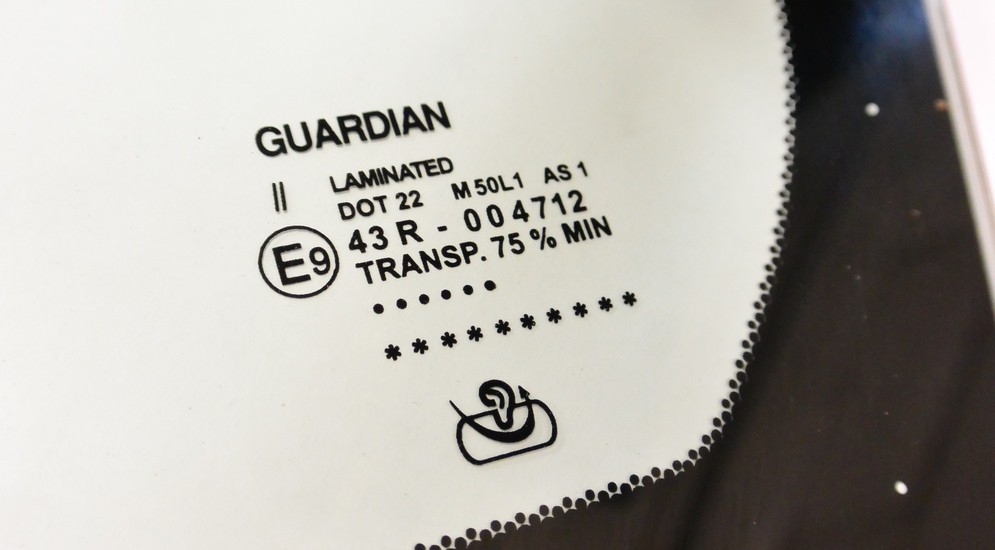 GUARDIAN
II LAMINATED
DOT 22 M50L1 AS 1
E9 43 R - 004712
TRANSP. 75 % MIN
••••••
**********